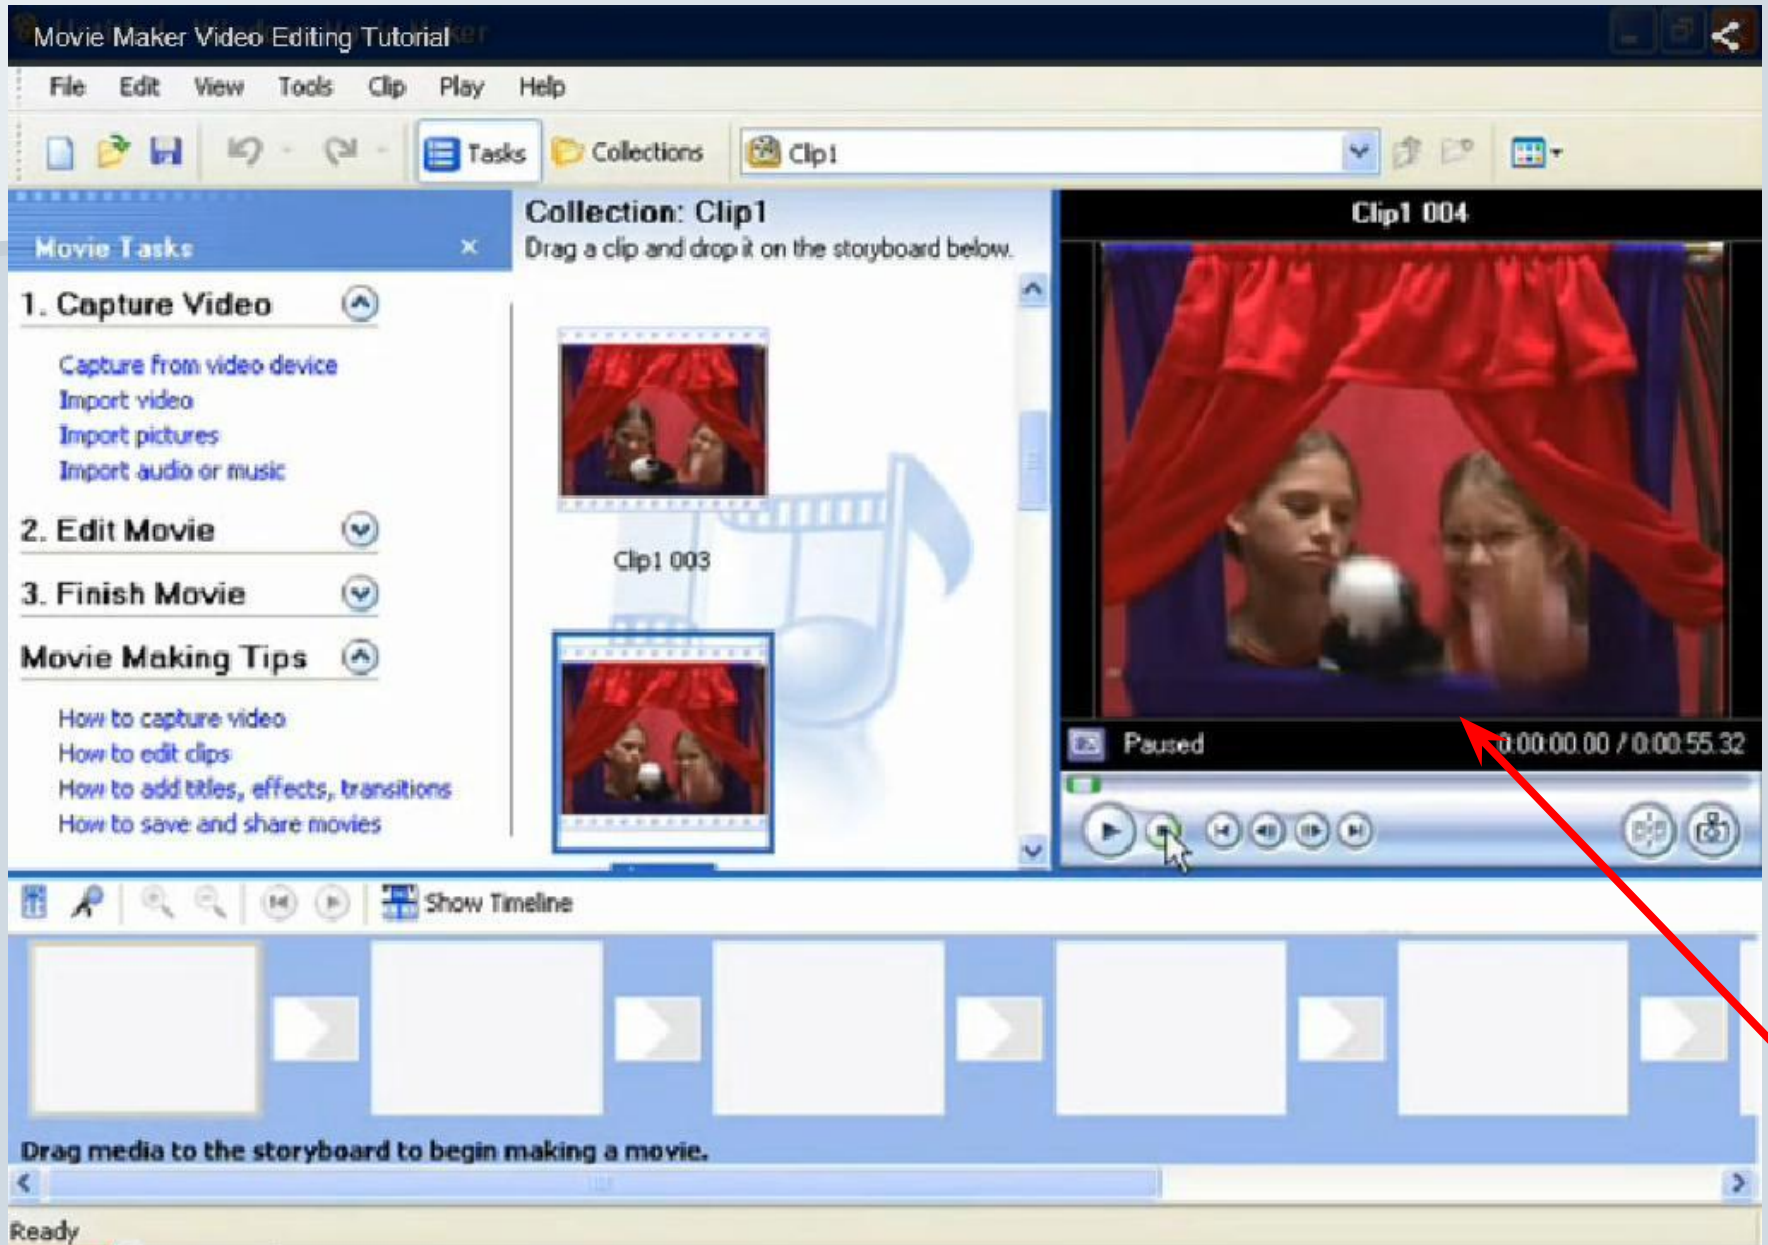 Movie Maker Video Editing Tutorial
File Edit View Tools Clip Play Help
Tasks Collections Clip1
Movie Tasks
1. Capture Video
Capture from video device
Import video
Import pictures
Import audio or music
2. Edit Movie
3. Finish Movie
Movie Making Tips
How to capture video
How to edit clips
How to add titles, effects, transitions
How to save and share movies
Collection: Clip1
Drag a clip and drop it on the storyboard below.
Clip1 003
Clip1 004
Paused 0:00:00.00 / 0:00:55.32
Show Timeline
Drag media to the storyboard to begin making a movie.
Ready